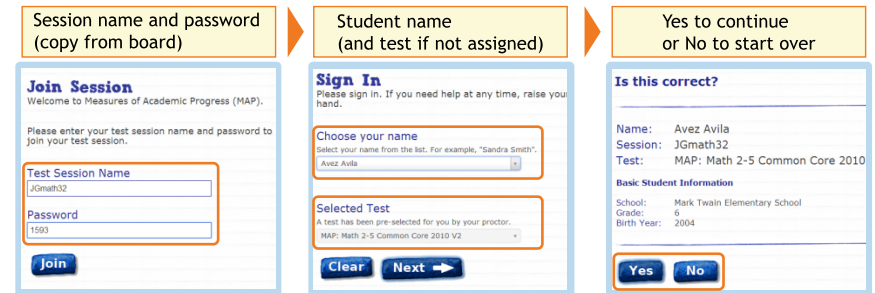 Session name and password
(copy from board)
Student name
(and test if not assigned)
Yes to continue
or No to start over
Join Session
Welcome to Measures of Academic Progress (MAP).
Please enter your test session name and password to
join your test session.
Test Session Name
JGmath32
Password
1593
Join
Sign In
Please sign in. If you need help at any time, raise your
hand.
Choose your name
Select your name from the list. For example, "Sandra Smith".
Avez Avila
Selected Test
A test has been pre-selected for you by your proctor.
MAP: Math 2-5 Common Core 2010 V2
Clear
Next
Is this correct?
Name: Avez Avila
Session: JGmath32
Test: MAP: Math 2-5 Common Core 2010
Basic Student Information
School: Mark Twain Elementary School
Grade: 6
Birth Year: 2004
Yes
No